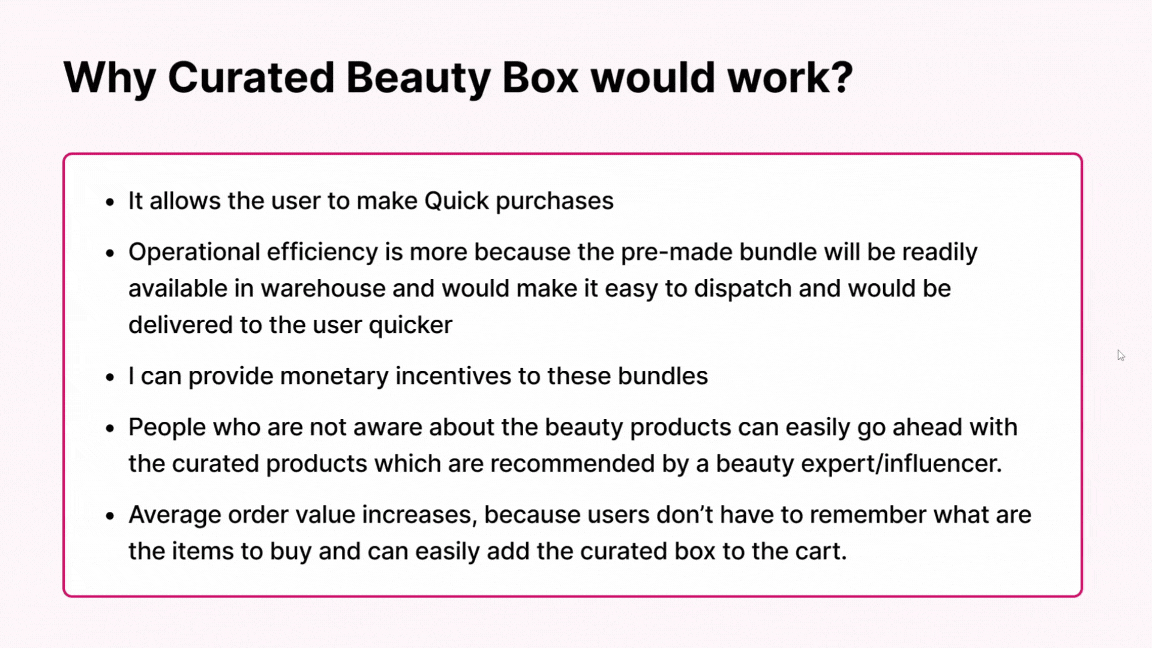 Why Curated Beauty Box would work?
• It allows the user to make Quick purchases
• Operational efficiency is more because the pre-made bundle will be readily
available in warehouse and would make it easy to dispatch and would be
delivered to the user quicker
• I can provide monetary incentives to these bundles
• People who are not aware about the beauty products can easily go ahead with
the curated products which are recommended by a beauty expert/influencer.
• Average order value increases, because users don’t have to remember what are
the items to buy and can easily add the curated box to the cart.